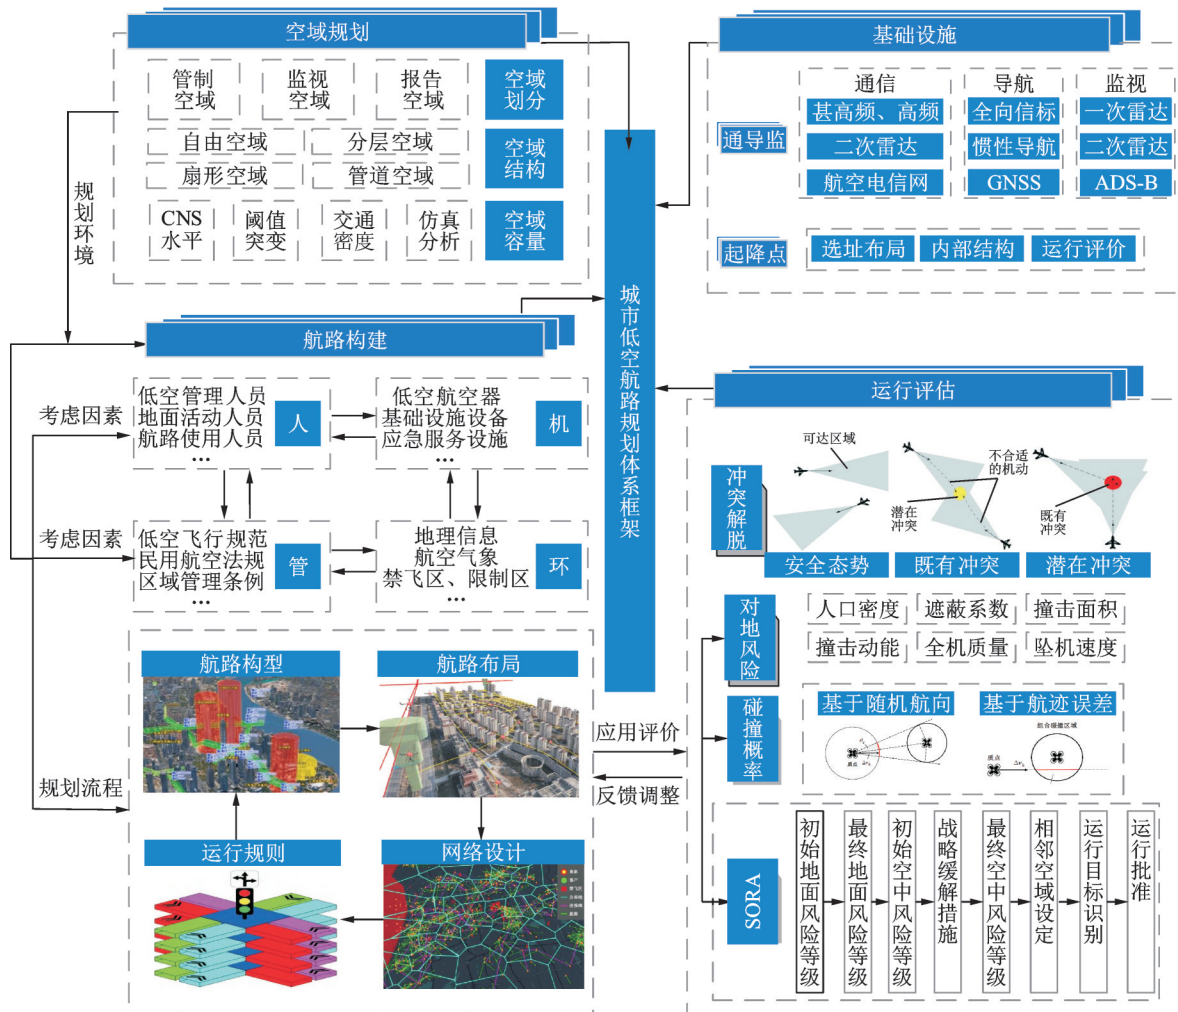 空域规划
管制
空域
监视
空域
报告
空域
空域
划分
自由空域
分层空域
扇形空域
管道空域
空域
结构
CNS
水平
阈值
突变
交通
密度
仿真
分析
空域
容量
规划环境
基础设施
通信
导航
监视
通导监
甚高频、高频
全向信标
一次雷达
二次雷达
惯性导航
二次雷达
航空电信网
GNSS
ADS-B
起降点
选址布局
内部结构
运行评价
城市低空航路规划体系框架
航路构建
考虑因素
低空管理人员
地面活动人员
航路使用人员
...
人
低空航空器
基础设施设备
应急服务设施
...
机
考虑因素
低空飞行规范
民用航空法规
区域管理条例
...
管
地理信息
航空气象
禁飞区、限制区
...
环
规划流程
航路构型
航路布局
运行规则
网络设计
应用评价
反馈调整
运行评估
冲突解脱
可达区域
潜在
冲突
不合适
的机动
既有
冲突
安全态势
既有冲突
潜在冲突
对地风险
人口密度
遮蔽系数
撞击面积
撞击动能
全机质量
坠机速度
碰撞概率
基于随机航向
质点
基于航迹误差
组合碰撞区域
质点
SORA
初始地面风险等级
最终地面风险等级
初始空中风险等级
战略缓解措施
最终空中风险等级
相邻空域设定
运行目标识别
运行批准